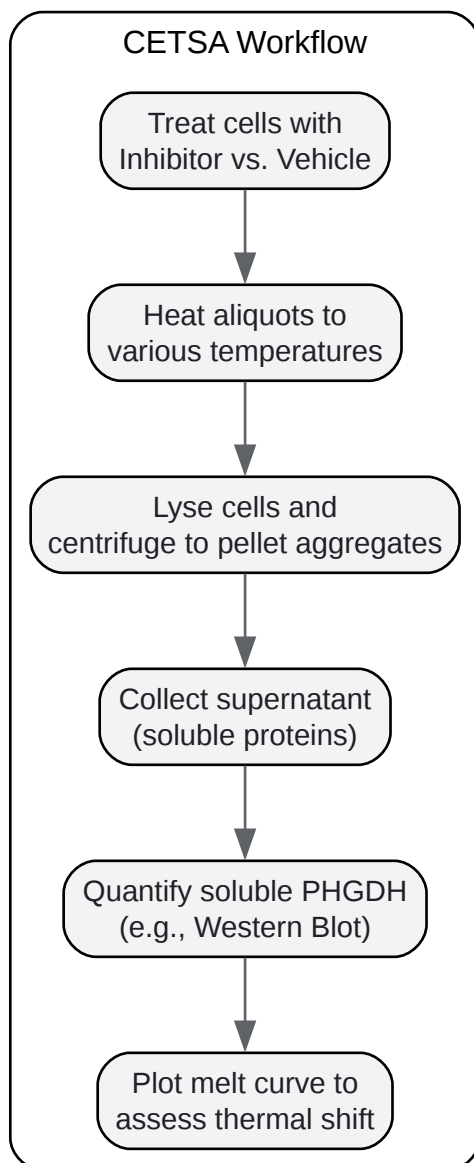 CETSA Workflow
Treat cells with
Inhibitor vs. Vehicle
Heat aliquots to
various temperatures
Lyse cells and
centrifuge to pellet aggregates
Collect supernatant
(soluble proteins)
Quantify soluble PHGDH
(e.g., Western Blot)
Plot melt curve to
assess thermal shift